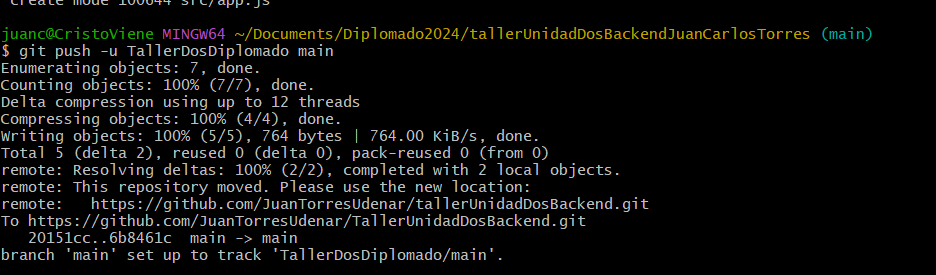 create mode 100644 src/app.js
juanc@CristoViene MINGW64 ~/Documents/Diplomado2024/tallerUnidadDosBackendJuanCarlosTorres (main)
$ git push -u TallerDosDiplomado main
Enumerating objects: 7, done.
Counting objects: 100% (7/7), done.
Delta compression using up to 12 threads
Compressing objects: 100% (4/4), done.
Writing objects: 100% (5/5), 764 bytes | 764.00 KiB/s, done.
Total 5 (delta 2), reused 0 (delta 0), pack-reused 0 (from 0)
remote: Resolving deltas: 100% (2/2), completed with 2 local objects.
remote: This repository moved. Please use the new location:
remote:   https://github.com/JuanTorresUdenar/tallerUnidadDosBackend.git
To https://github.com/JuanTorresUdenar/TallerUnidadDosBackend.git
   20151cc..6b8461c  main -> main
branch 'main' set up to track 'TallerDosDiplomado/main'.